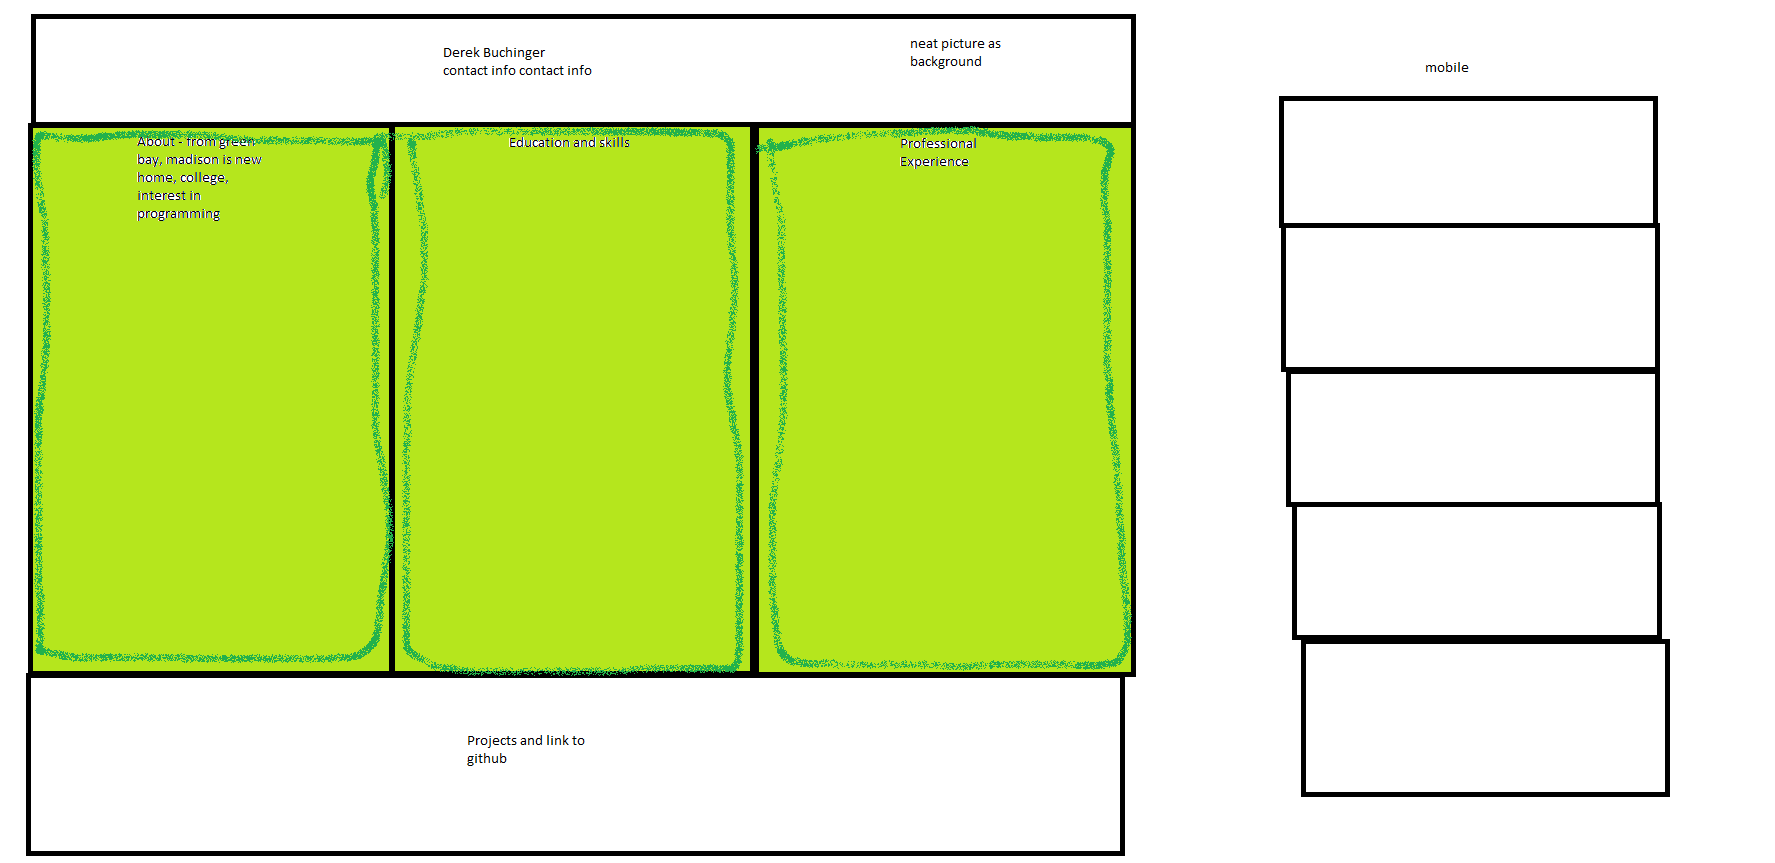 Derek Buchinger
contact info contact info
neat picture as
background
mobile
About - from green
bay, madison is new
home, college,
interest in
programming
Education and skills
Professional
Experience
Projects and link to
github